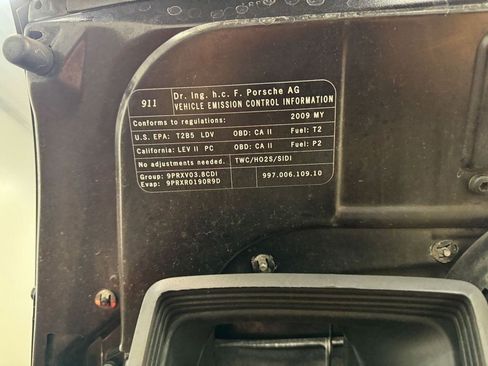 911 Dr. Ing. h.c. F. Porsche AG
VEHICLE EMISSION CONTROL INFORMATION
Conforms to regulations: 2009 MY
U.S. EPA: T2B5 LDV OBD: CA II Fuel: T2
California: LEV II PC OBD: CA II Fuel: P2
No adjustments needed. TWC/HO2S/SIDI
Group: 9PRXV03.8CDI
Evap: 9PRXR0190R9D 997.006.109.10